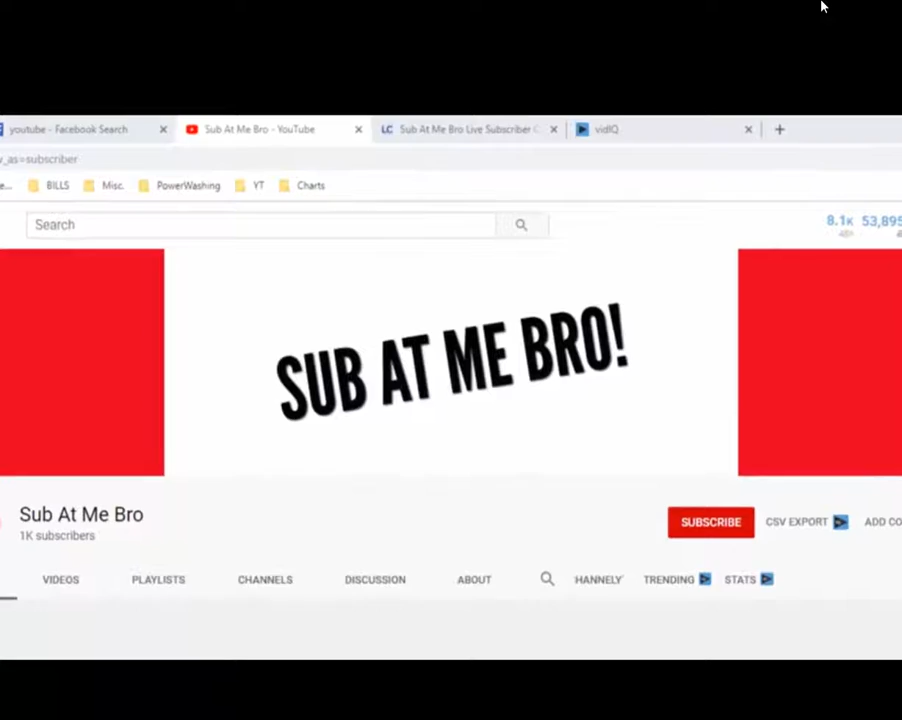 youtube - Facebook Search
Sub At Me Bro - YouTube
LC Sub At Me Bro Live Subscriber C
vidIQ
_as=subscriber
e...
BILLS
Misc.
PowerWashing
YT
Charts
Search
8.1K 53,895
SUB AT ME BRO!
Sub At Me Bro
1K subscribers
SUBSCRIBE
CSV EXPORT
ADD CO
VIDEOS
PLAYLISTS
CHANNELS
DISCUSSION
ABOUT
HANNELY
TRENDING
STATS